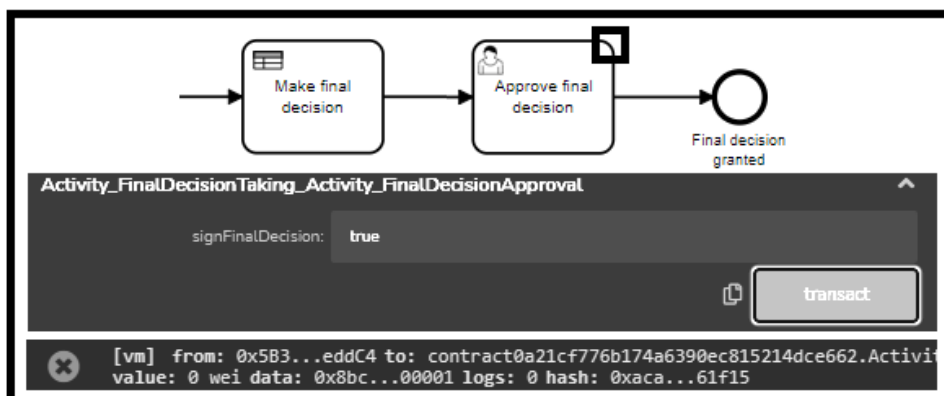 Make final
decision
Approve final
decision
Final decision
granted
Activity_FinalDecisionTaking_Activity_FinalDecisionApproval
signFinalDecision: true
transact
[vm] from: 0x5B3...eddC4 to: contract0a21cf776b174a6390ec815214dce662.Activit
value: 0 wei data: 0x8bc...00001 logs: 0 hash: 0xaca...61f15